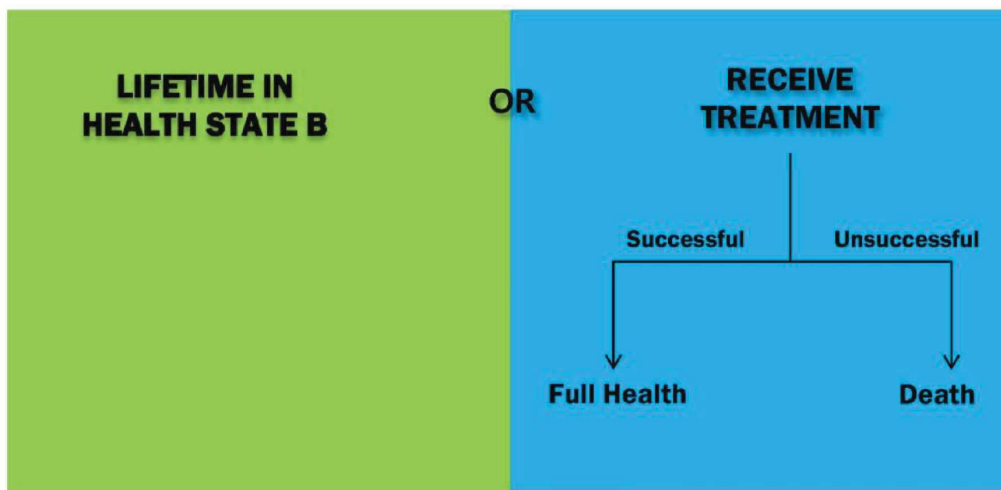 LIFETIME IN
HEALTH STATE B
OR
RECEIVE
TREATMENT
Successful
Unsuccessful
Full Health
Death